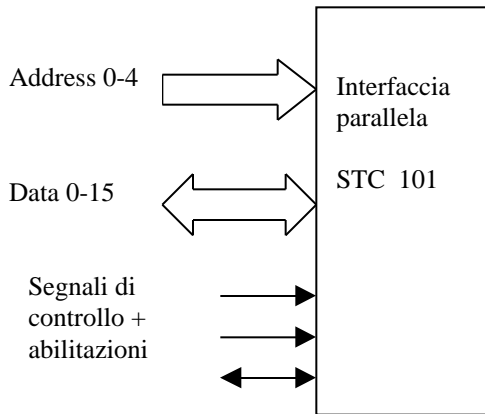 Address 0-4
Interfaccia
parallela
Data 0-15
STC 101
Segnali di
controllo +
abilitazioni